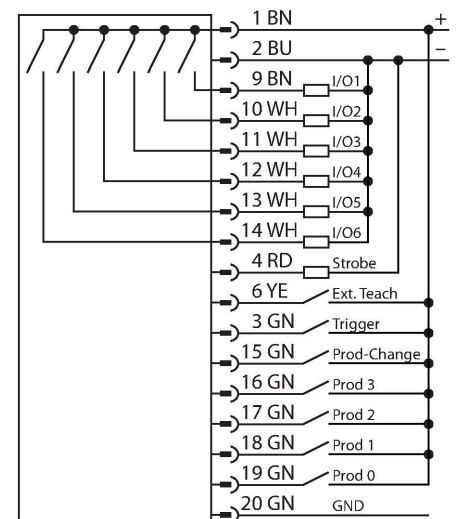 1 BN +
2 BU −
9 BN I/O1
10 WH I/O2
11 WH I/O3
12 WH I/O4
13 WH I/O5
14 WH I/O6
4 RD Strobe
6 YE Ext. Teach
3 GN Trigger
15 GN Prod-Change
16 GN Prod 3
17 GN Prod 2
18 GN Prod 1
19 GN Prod 0
20 GN GND